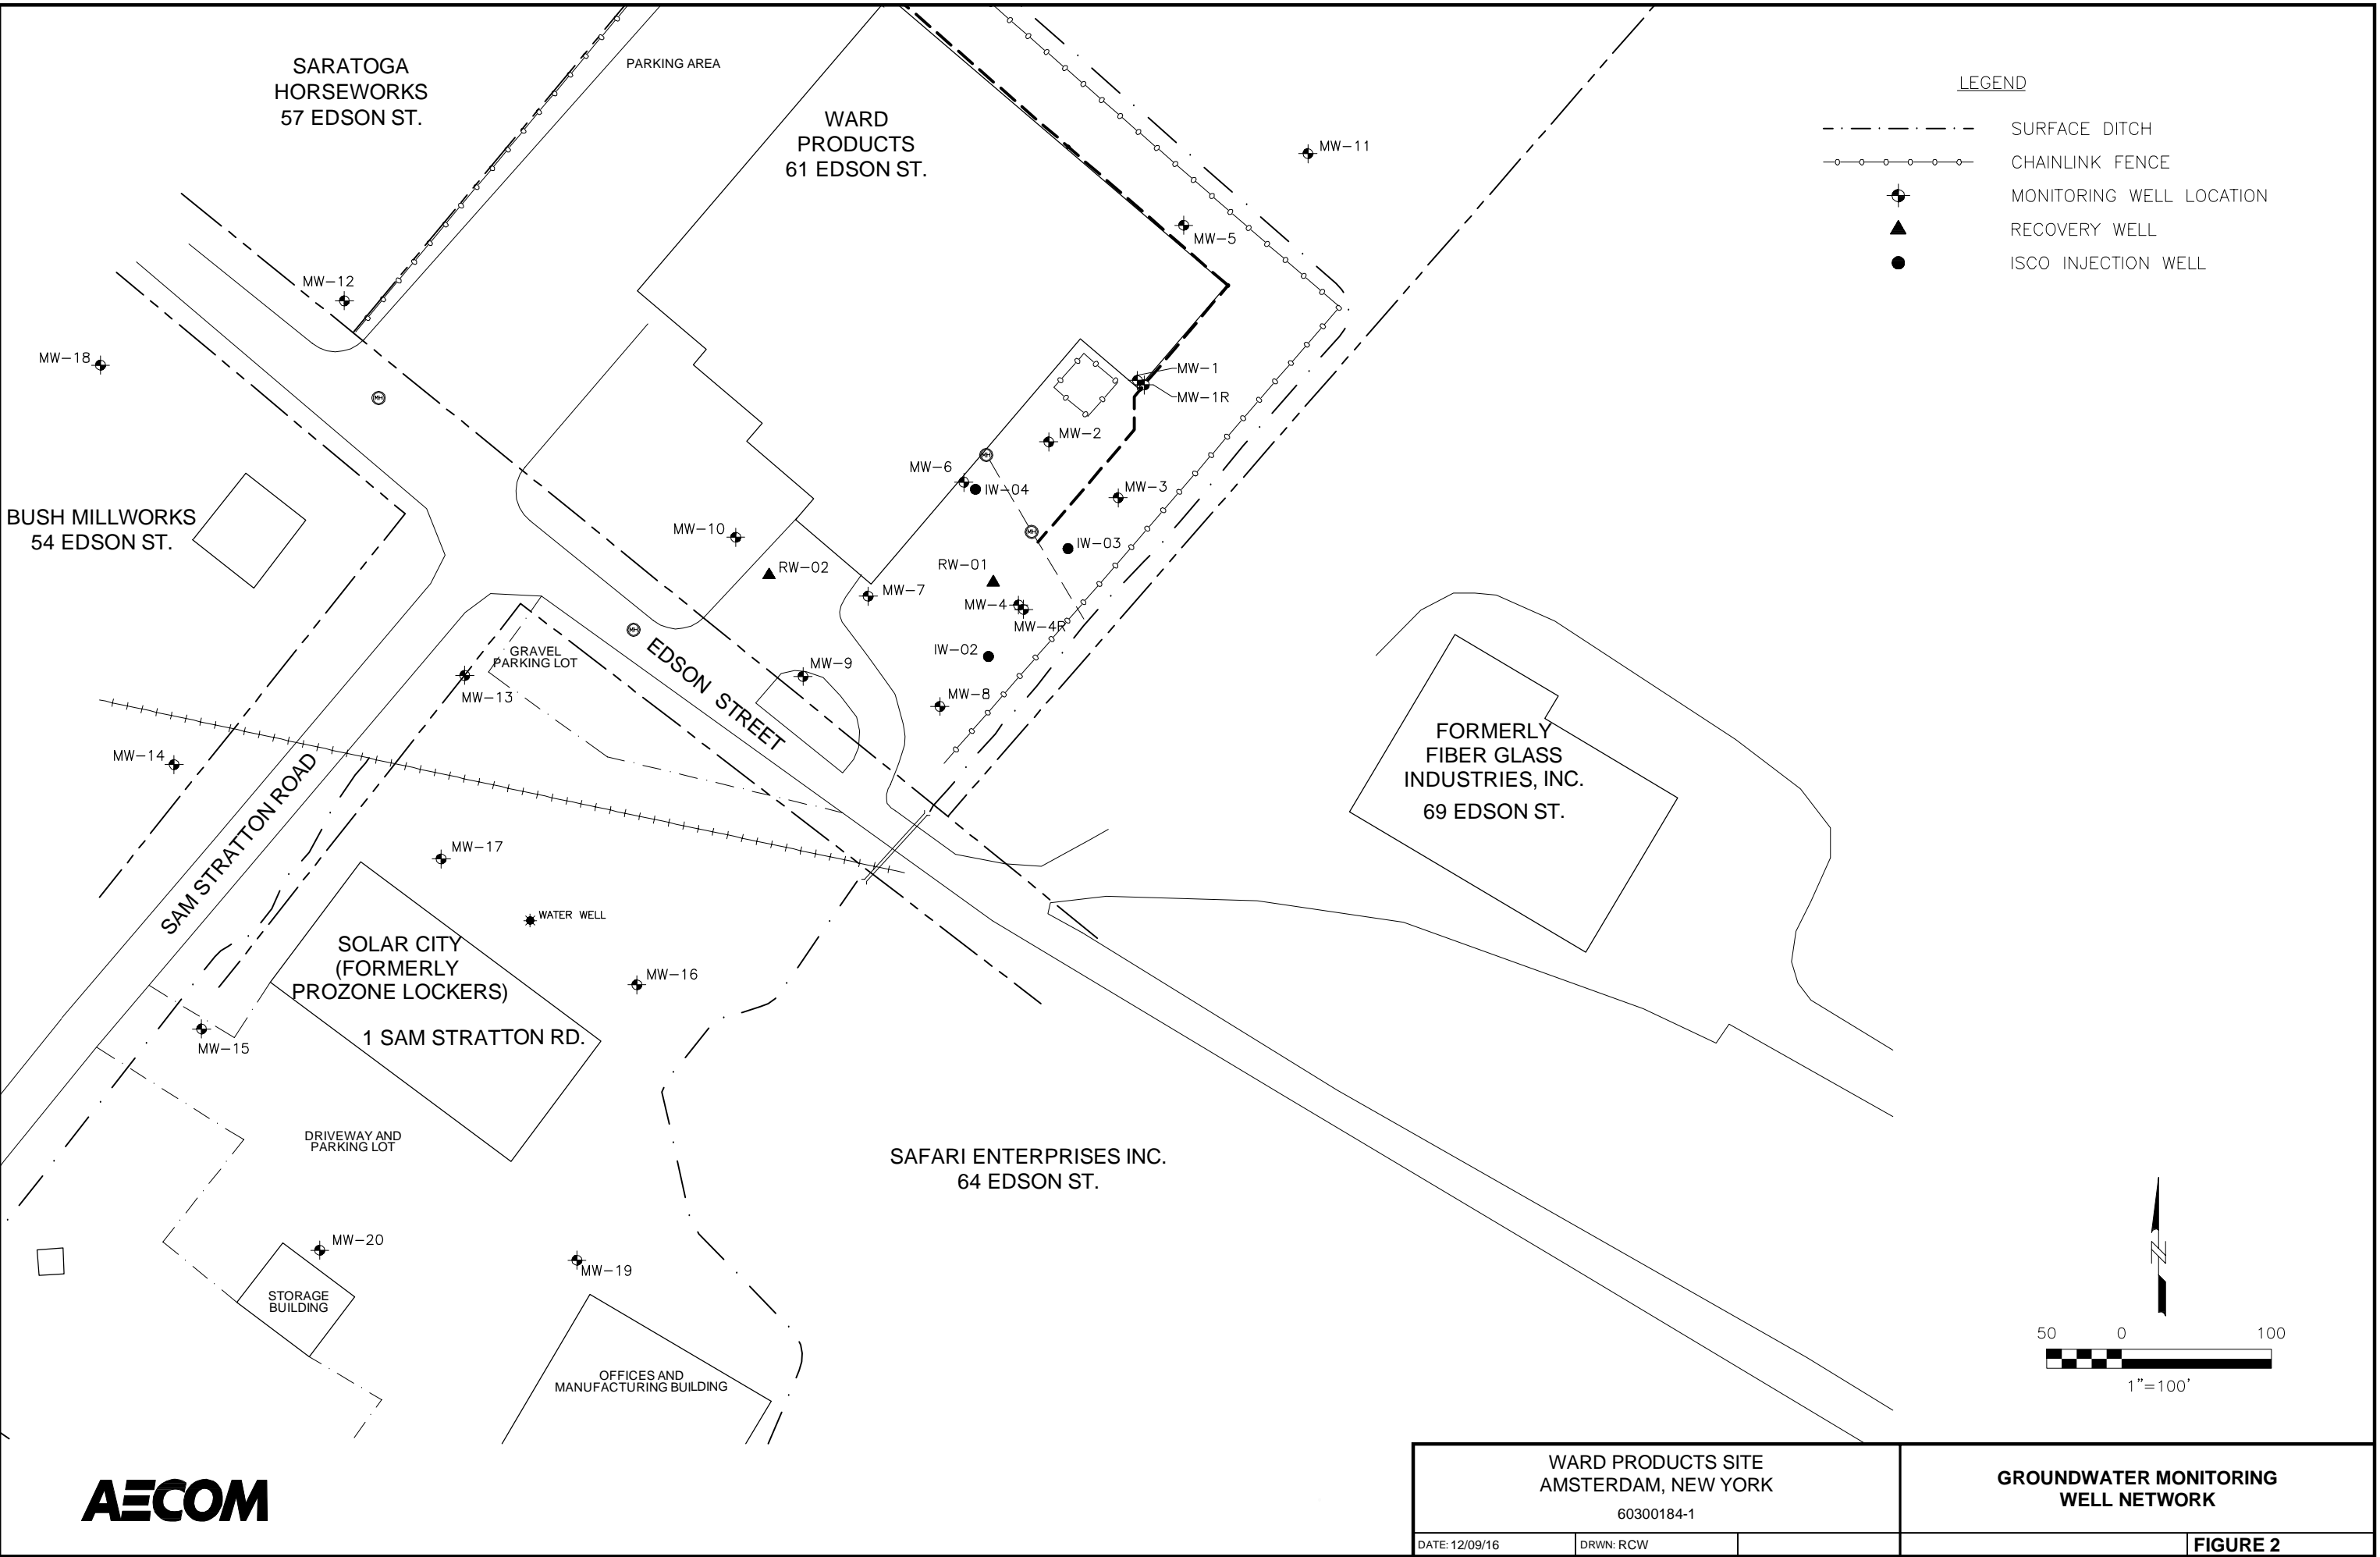 SARATOGA
HORSEWORKS
57 EDSON ST.
PARKING AREA
WARD
PRODUCTS
61 EDSON ST.
LEGEND
SURFACE DITCH
CHAINLINK FENCE
MONITORING WELL LOCATION
RECOVERY WELL
ISCO INJECTION WELL
MW-11
MW-5
MW-12
MW-18
MH
MW-1
MW-1R
MW-2
MH
MW-6
IW-04
MW-3
BUSH MILLWORKS
54 EDSON ST.
MW-10
MH
IW-03
RW-02
RW-01
MW-7
MW-4
MW-4R
MH
EDSON STREET
GRAVEL
PARKING LOT
IW-02
MW-9
MW-13
MW-8
FORMERLY
FIBER GLASS
INDUSTRIES, INC.
69 EDSON ST.
MW-14
SAM STRATTON ROAD
MW-17
WATER WELL
SOLAR CITY
(FORMERLY
PROZONE LOCKERS)
1 SAM STRATTON RD.
MW-16
MW-15
DRIVEWAY AND
PARKING LOT
SAFARI ENTERPRISES INC.
64 EDSON ST.
MW-20
MW-19
STORAGE
BUILDING
OFFICES AND
MANUFACTURING BUILDING
N
50 0 100
1"=100'
AECOM
WARD PRODUCTS SITE
AMSTERDAM, NEW YORK
60300184-1
GROUNDWATER MONITORING
WELL NETWORK
DATE: 12/09/16
DRWN: RCW
FIGURE 2